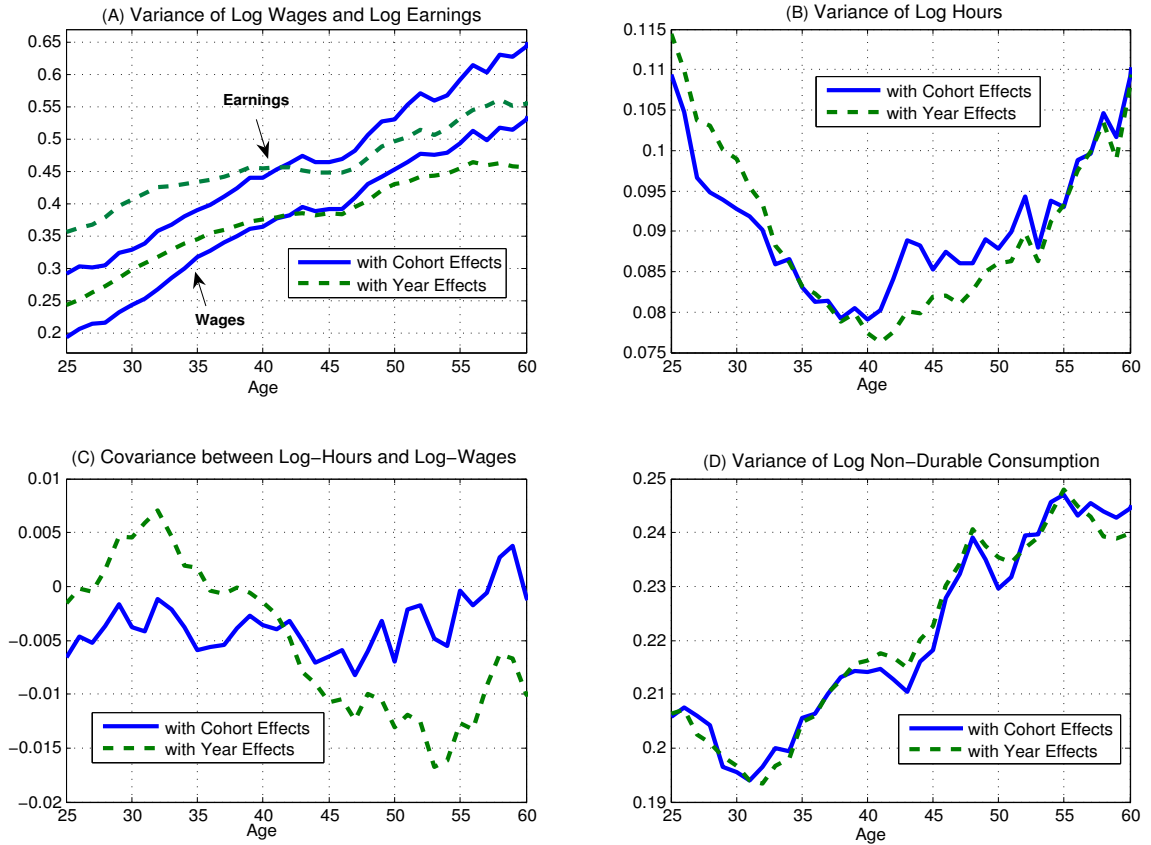 (A) Variance of Log Wages and Log Earnings
0.65
0.6
0.55
0.5
0.45
0.4
0.35
0.3
0.25
0.2
Earnings
Wages
with Cohort Effects
with Year Effects
25 30 35 40 45 50 55 60
Age
(B) Variance of Log Hours
0.115
0.11
0.105
0.1
0.095
0.09
0.085
0.08
0.075
with Cohort Effects
with Year Effects
25 30 35 40 45 50 55 60
Age
(C) Covariance between Log−Hours and Log−Wages
0.01
0.005
0
−0.005
−0.01
−0.015
−0.02
with Cohort Effects
with Year Effects
25 30 35 40 45 50 55 60
Age
(D) Variance of Log Non−Durable Consumption
0.25
0.24
0.23
0.22
0.21
0.2
0.19
with Cohort Effects
with Year Effects
25 30 35 40 45 50 55 60
Age